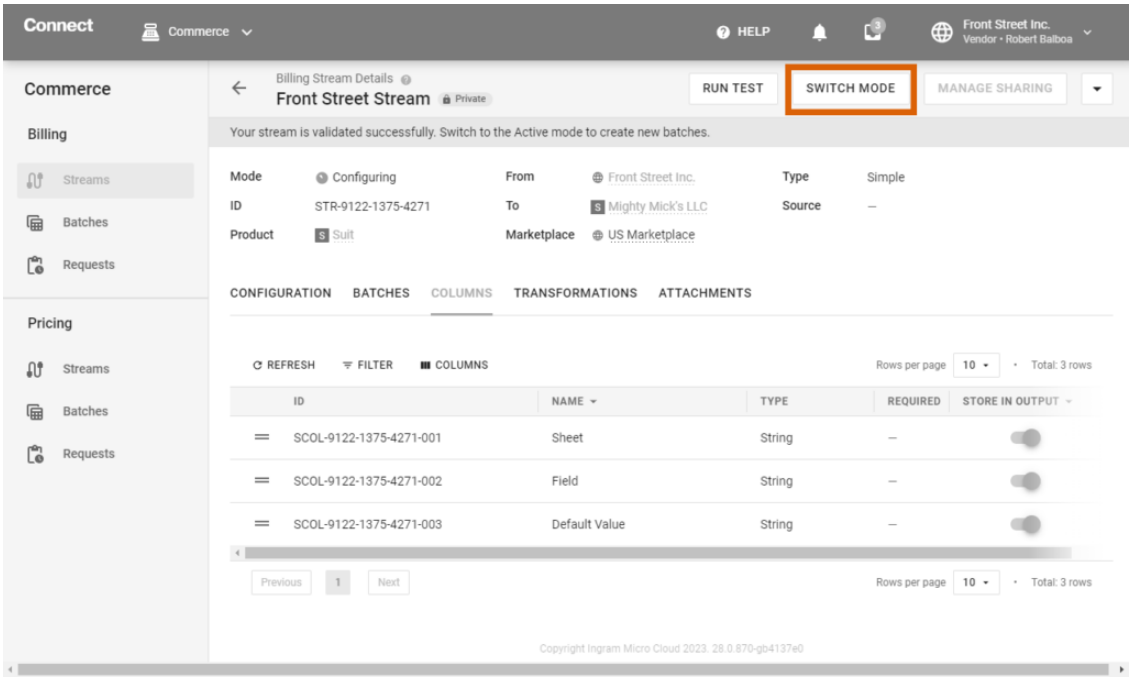 Connect
Commerce
HELP
3
Front Street Inc.
Vendor • Robert Balboa
Commerce
Billing
Streams
Batches
Requests
Pricing
Streams
Batches
Requests
Billing Stream Details
Front Street Stream Private
RUN TEST
SWITCH MODE
MANAGE SHARING
Your stream is validated successfully. Switch to the Active mode to create new batches.
Mode Configuring From Front Street Inc. Type Simple
ID STR-9122-1375-4271 To S Mighty Mick's LLC Source —
Product S Suit Marketplace US Marketplace
CONFIGURATION BATCHES COLUMNS TRANSFORMATIONS ATTACHMENTS
REFRESH FILTER COLUMNS Rows per page 10 • Total: 3 rows
ID NAME TYPE REQUIRED STORE IN OUTPUT
SCOL-9122-1375-4271-001 Sheet String —
SCOL-9122-1375-4271-002 Field String —
SCOL-9122-1375-4271-003 Default Value String —
Previous 1 Next Rows per page 10 • Total: 3 rows
Copyright Ingram Micro Cloud 2023. 28.0.870-gb4137e0